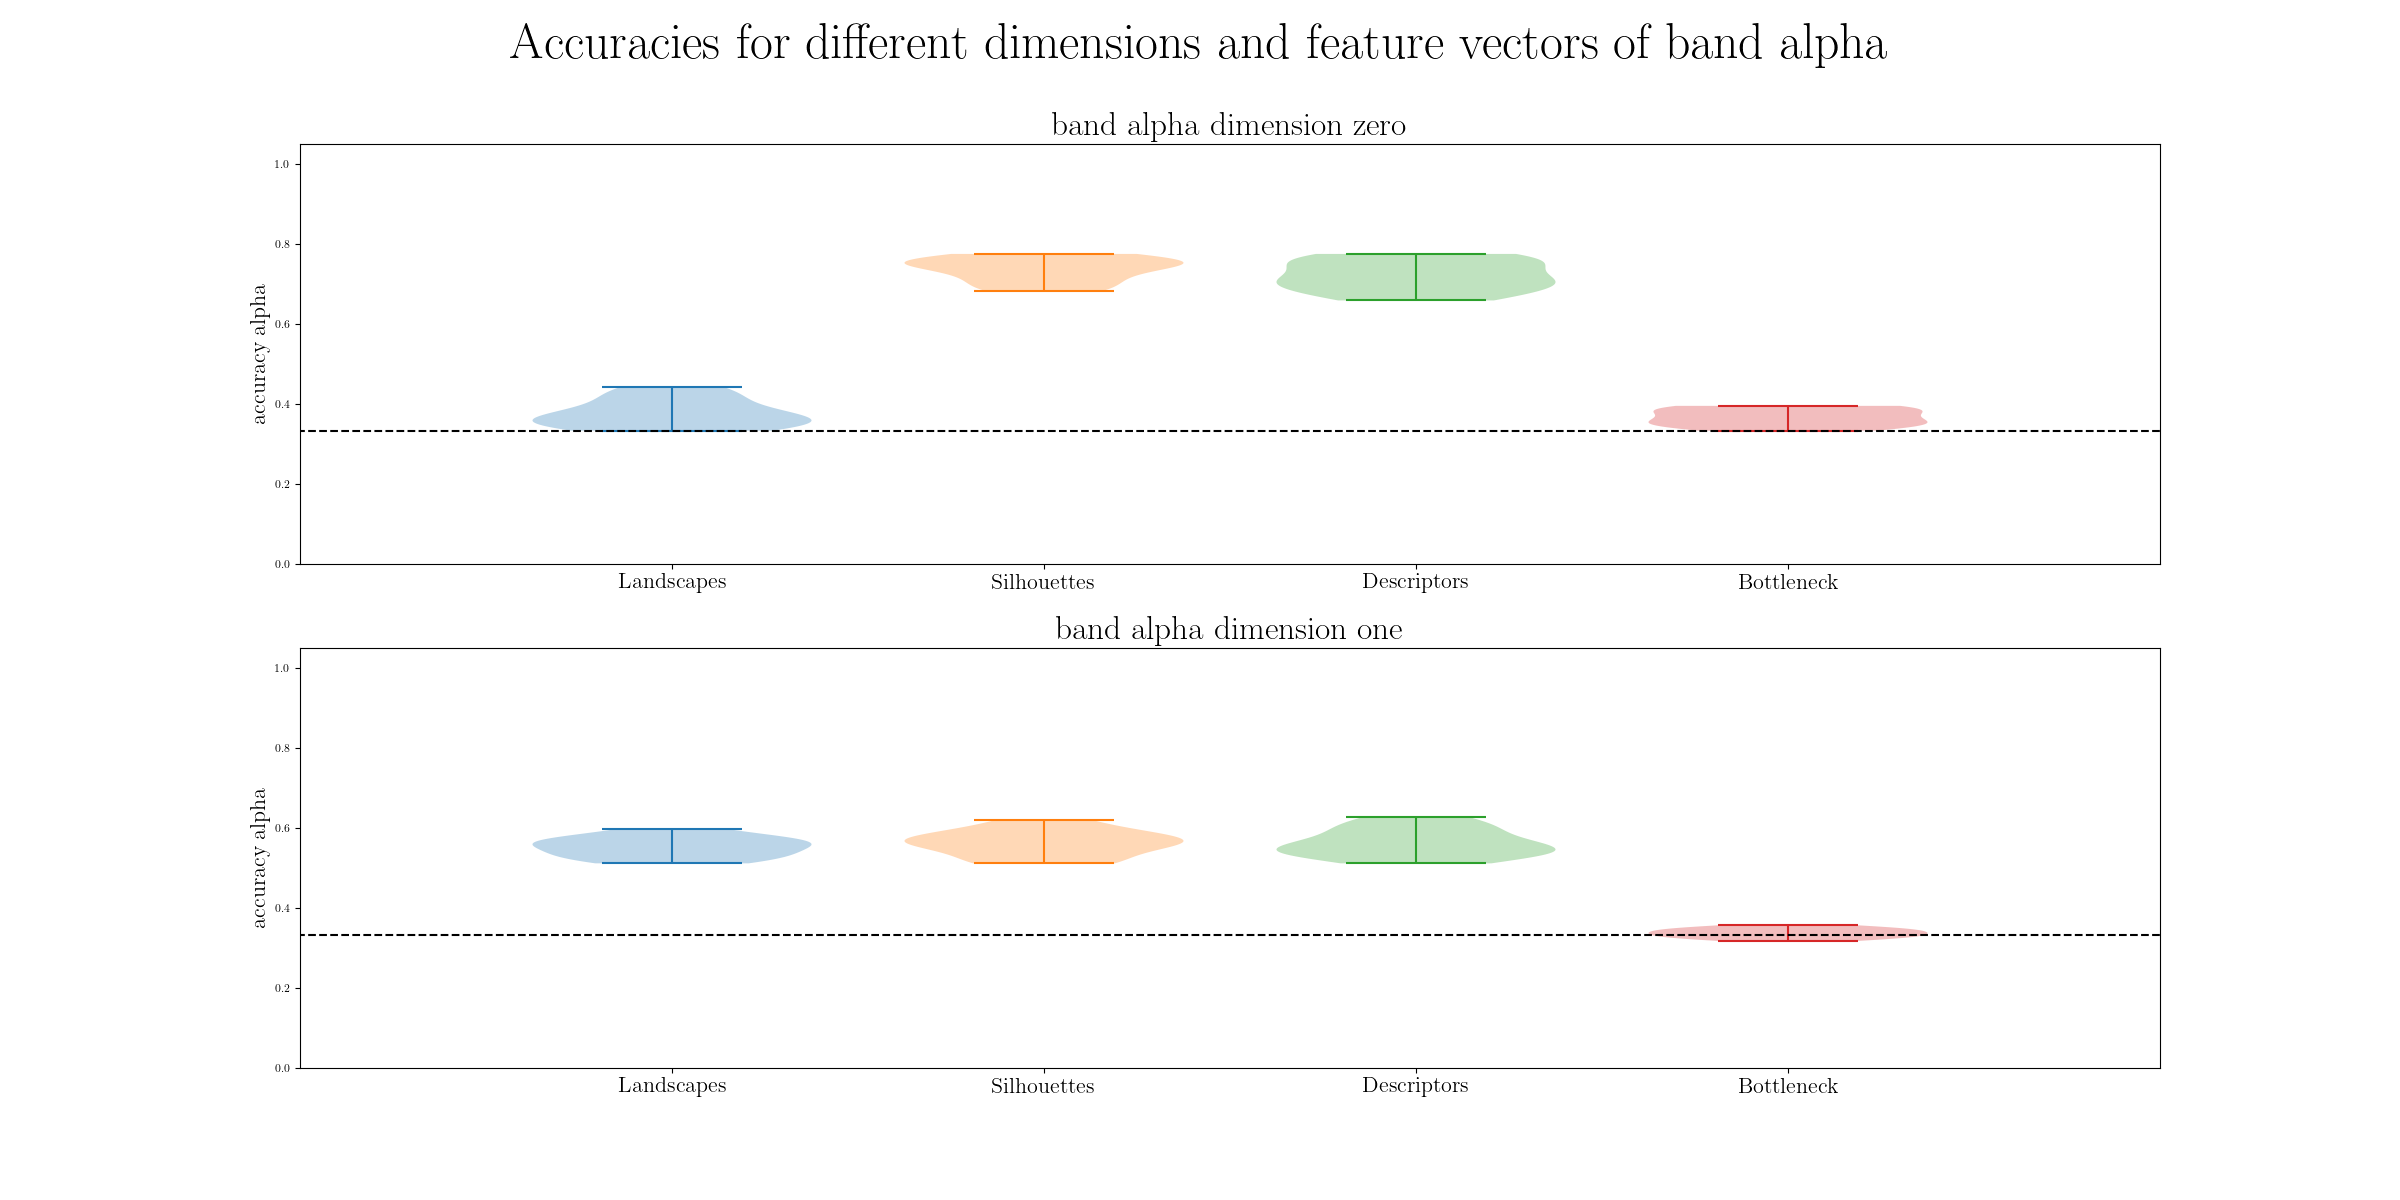 Accuracies for different dimensions and feature vectors of band alpha
band alpha dimension zero
1.0
0.8
0.6
0.4
0.2
0.0
accuracy alpha
Landscapes Silhouettes Descriptors Bottleneck
band alpha dimension one
1.0
0.8
0.6
0.4
0.2
0.0
accuracy alpha
Landscapes Silhouettes Descriptors Bottleneck